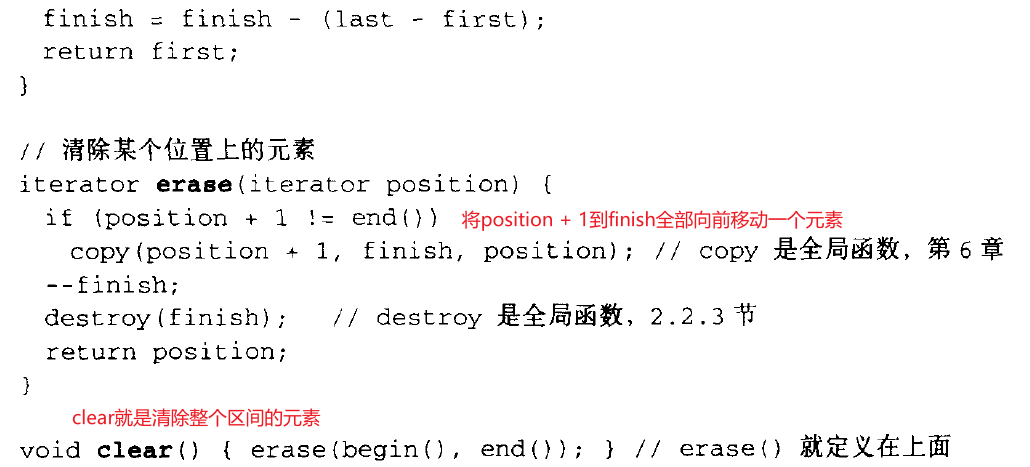 finish = finish - (last - first);
return first;
}
// 清除某个位置上的元素
iterator erase(iterator position) {
if (position + 1 != end()) 将position + 1到finish全部向前移动一个元素
copy(position + 1, finish, position); // copy 是全局函数，第 6 章
--finish;
destroy(finish); // destroy 是全局函数，2.2.3 节
return position;
}
clear就是清除整个区间的元素
void clear() { erase(begin(), end()); } // erase() 就定义在上面